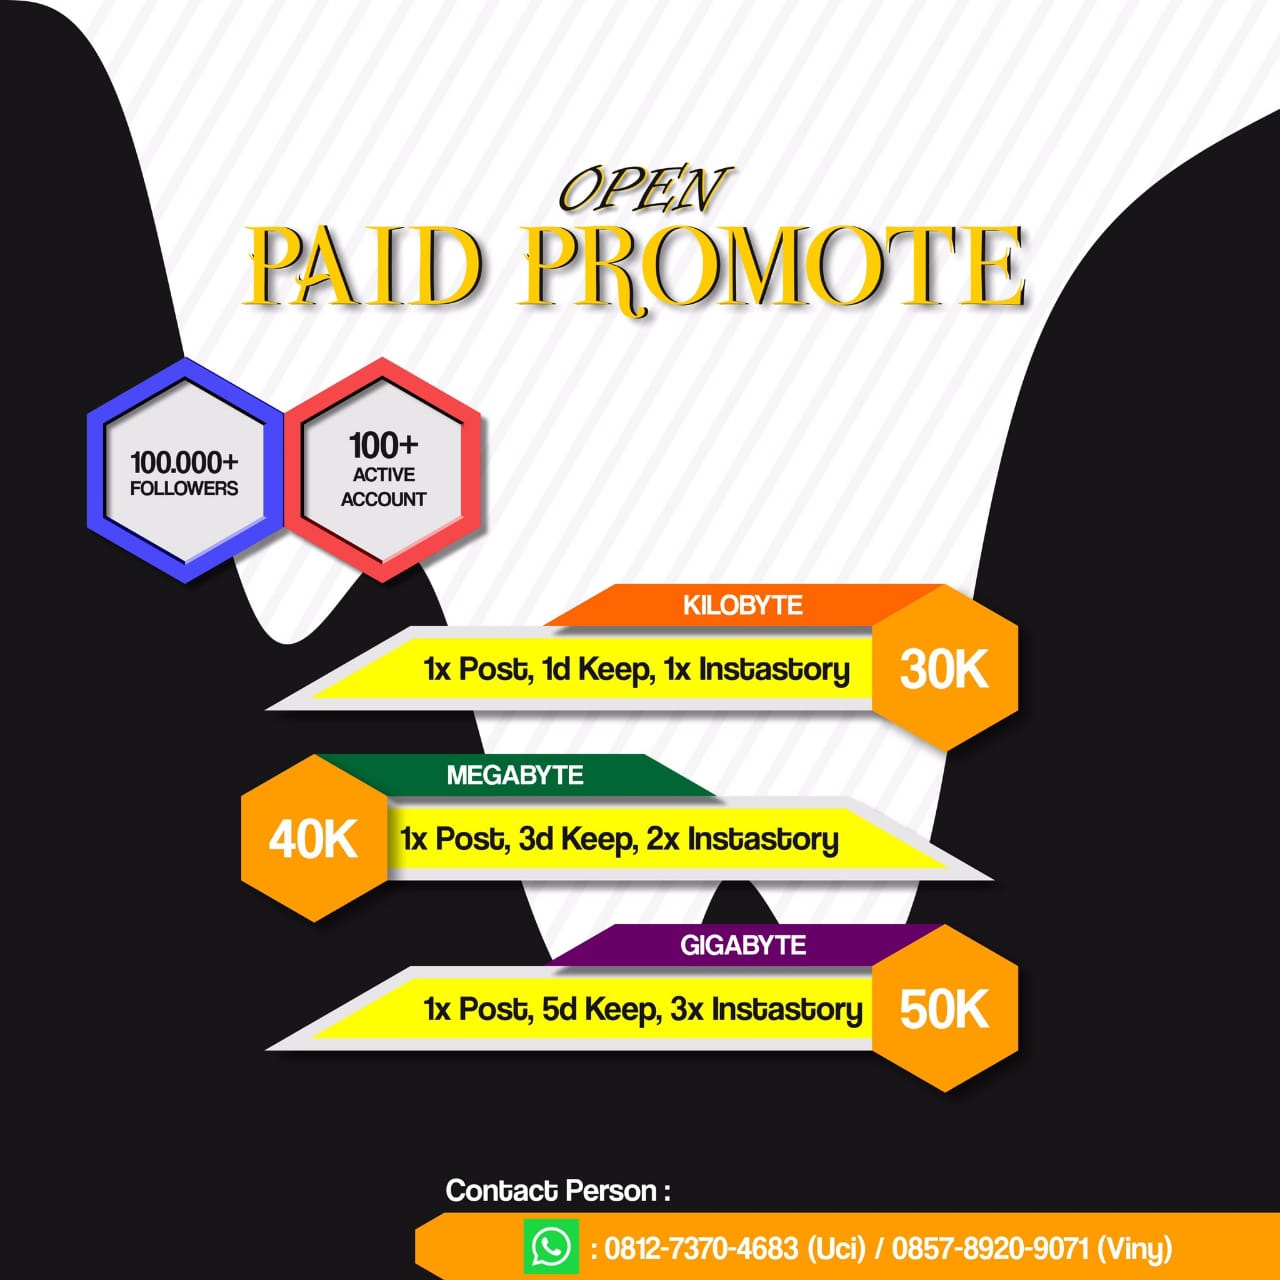 OPEN
PAID PROMOTE
100.000+
FOLLOWERS
100+
ACTIVE
ACCOUNT
KILOBYTE
1x Post, 1d Keep, 1x Instastory
30K
MEGABYTE
40K
1x Post, 3d Keep, 2x Instastory
GIGABYTE
1x Post, 5d Keep, 3x Instastory
50K
Contact Person :
: 0812-7370-4683 (Uci) / 0857-8920-9071 (Viny)